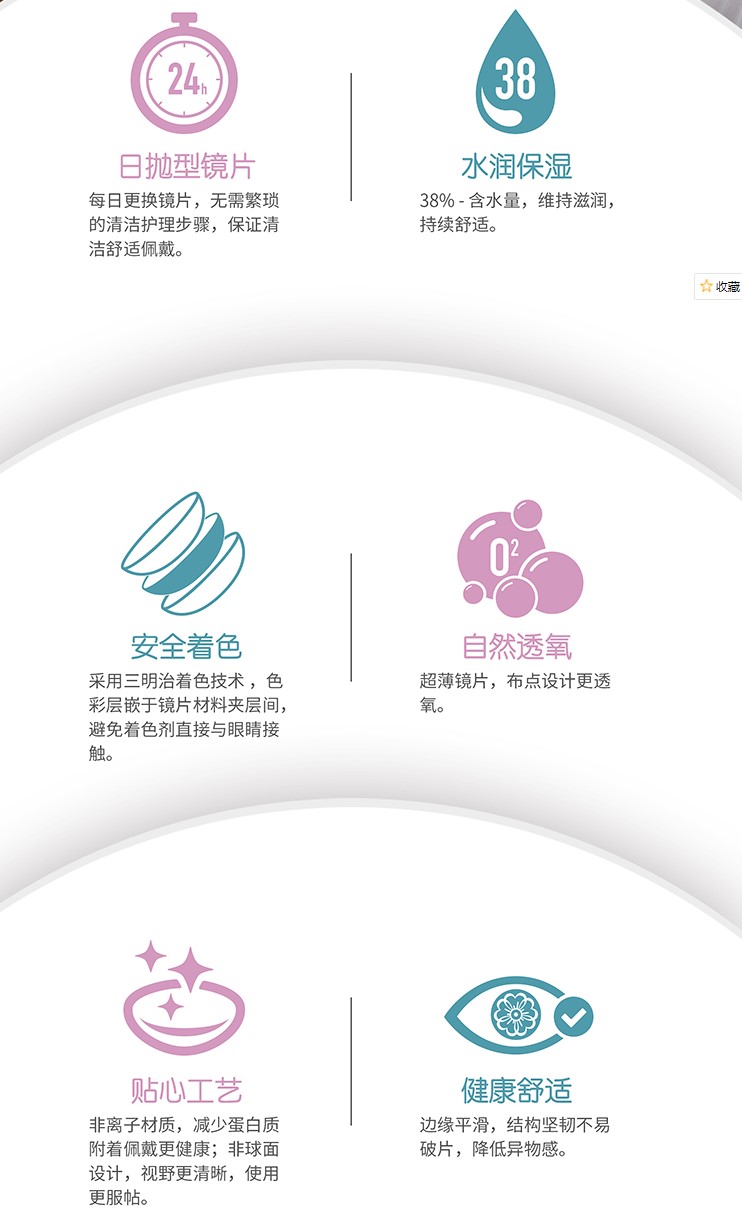 24h
日抛型镜片
每日更换镜片，无需繁琐
的清洁护理步骤，保证清
洁舒适佩戴。
38
水润保湿
38% - 含水量，维持滋润，
持续舒适。
收藏
安全着色
采用三明治着色技术 ，色
彩层嵌于镜片材料夹层间，
避免着色剂直接与眼睛接
触。
O²
自然透氧
超薄镜片，布点设计更透
氧。
贴心工艺
非离子材质，减少蛋白质
附着佩戴更健康；非球面
设计，视野更清晰，使用
更服帖。
健康舒适
边缘平滑，结构坚韧不易
破片，降低异物感。